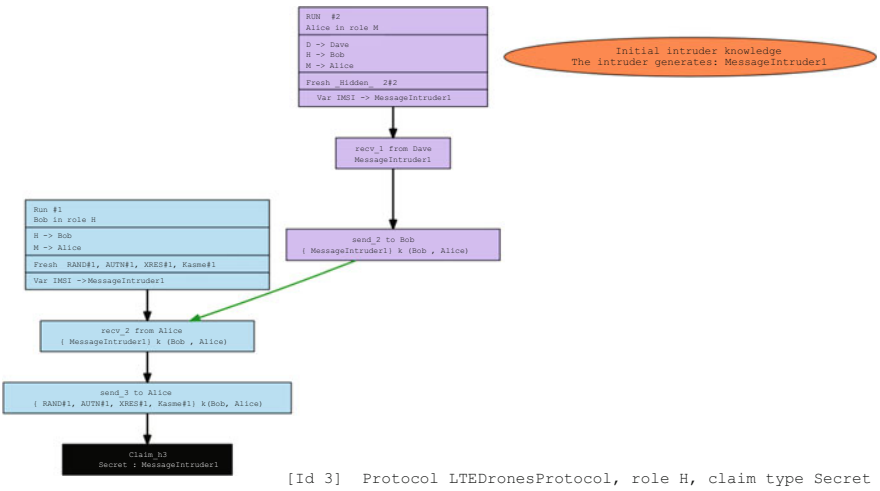 RUN #2
Alice in role M
D -> Dave
H -> Bob
M -> Alice
Fresh _Hidden_ 2#2
Var IMSI -> MessageIntruder1
Initial intruder knowledge
The intruder generates: MessageIntruder1
recv_1 from Dave
MessageIntruder1
send_2 to Bob
{ MessageIntruder1} k (Bob , Alice)
Run #1
Bob in role H
H -> Bob
M -> Alice
Fresh RAND#1, AUTN#1, XRES#1, Kasme#1
Var IMSI ->MessageIntruder1
recv_2 from Alice
{ MessageIntruder1} k (Bob , Alice)
send_3 to Alice
{ RAND#1, AUTN#1, XRES#1, Kasme#1} k(Bob, Alice)
Claim_h3
Secret : MessageIntruder1
[Id 3] Protocol LTEDronesProtocol, role H, claim type Secret